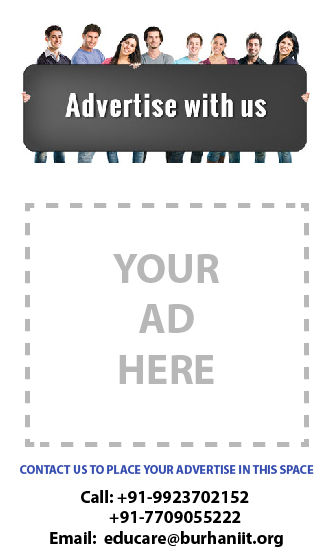 Advertise with us
YOUR
AD
HERE
CONTACT US TO PLACE YOUR ADVERTISE IN THIS SPACE
Call: +91-9923702152
+91-7709055222
Email: educare@burhaniit.org